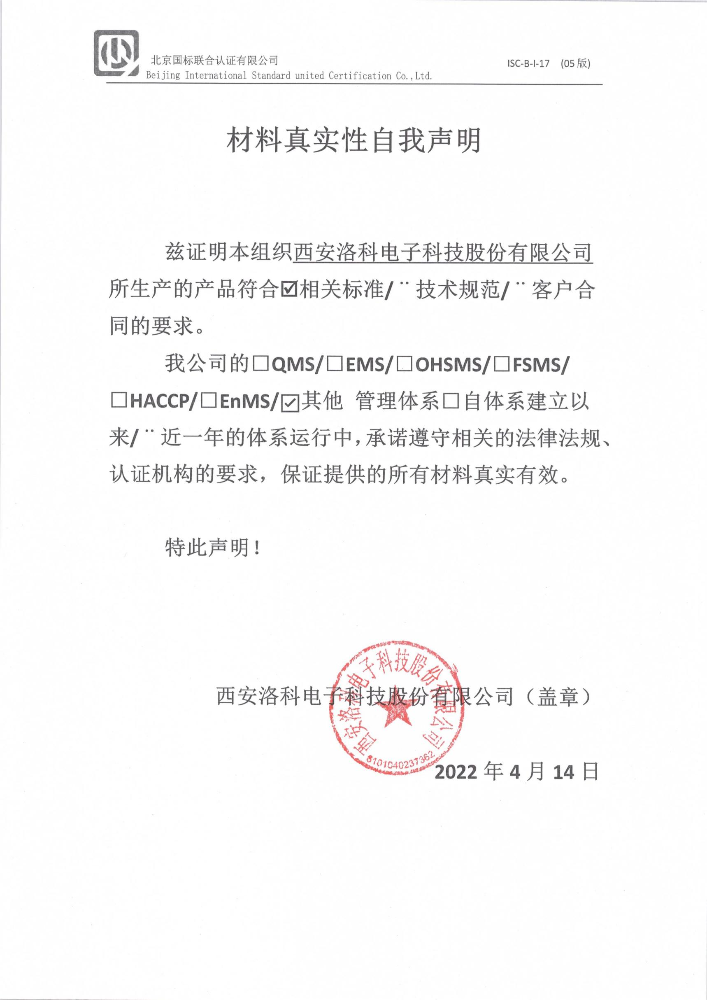 北京国标联合认证有限公司
ISC-B-I-17 (05版)
Beijing International Standard united Certification Co.,Ltd.
材料真实性自我声明
兹证明本组织西安洛科电子科技股份有限公司
所生产的产品符合☑相关标准/¨技术规范/¨客户合
同的要求。
我公司的□QMS/□EMS/□OHSMS/□FSMS/
□HACCP/□EnMS/☑其他 管理体系□自体系建立以
来/¨近一年的体系运行中,承诺遵守相关的法律法规、
认证机构的要求，保证提供的所有材料真实有效。
特此声明！
西安洛科电子科技股份有限公司（盖章）
西安洛科电子科技股份有限公司
6101040237362
2022 年 4 月 14 日